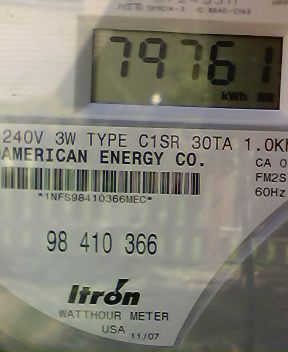 79761
kWh
240V 3W TYPE C1SR 30TA 1.0K
AMERICAN ENERGY CO.
CA 0
FM2S
60Hz
*1NFS98410366MEC*
98 410 366
Itron
WATTHOUR METER
USA 11/07